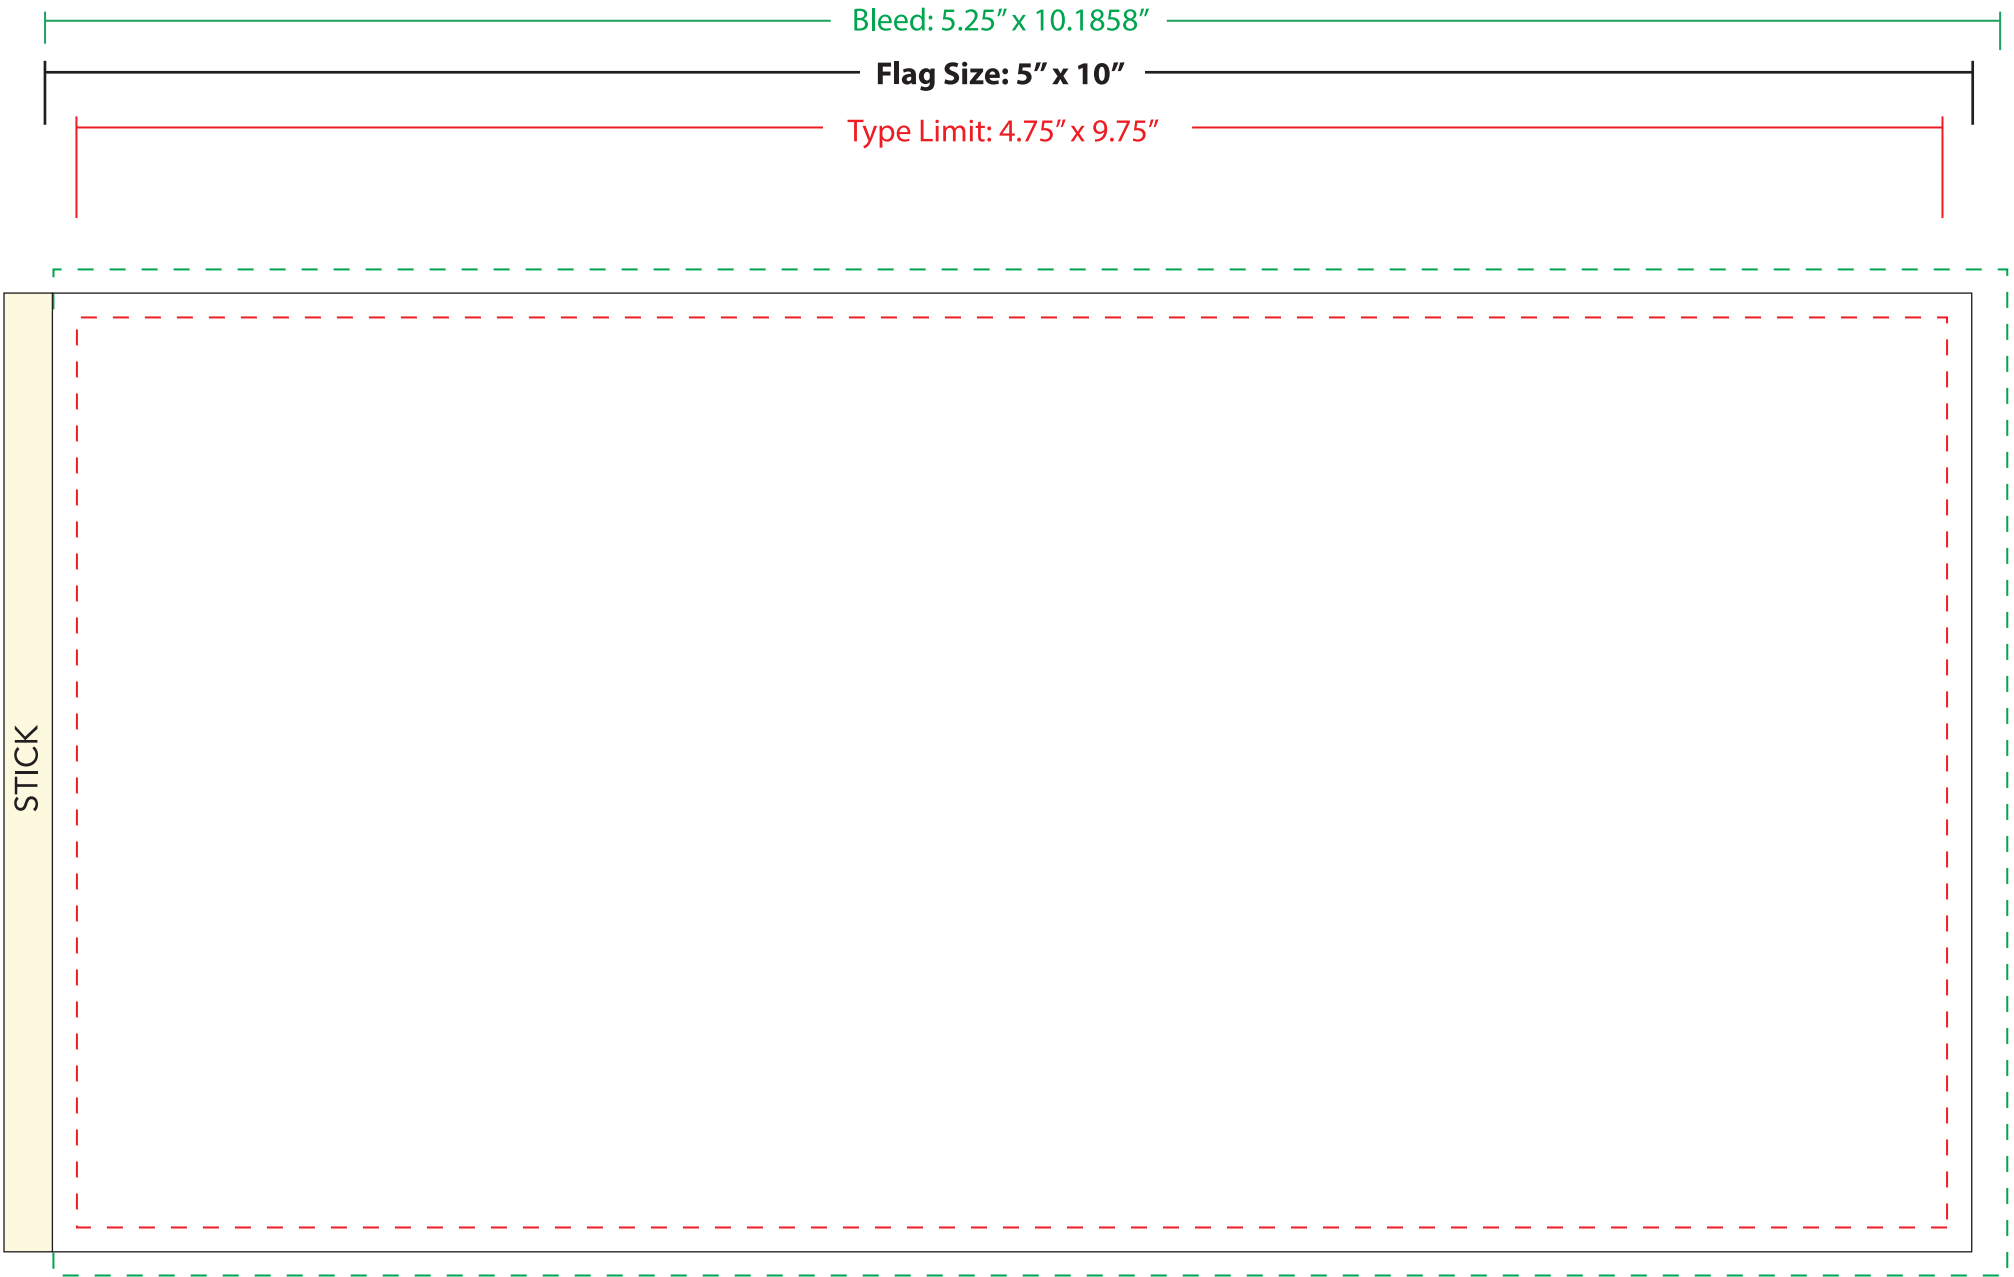 Bleed: 5.25” x 10.1858”
Flag Size: 5” x 10”
Type Limit: 4.75” x 9.75”
STICK